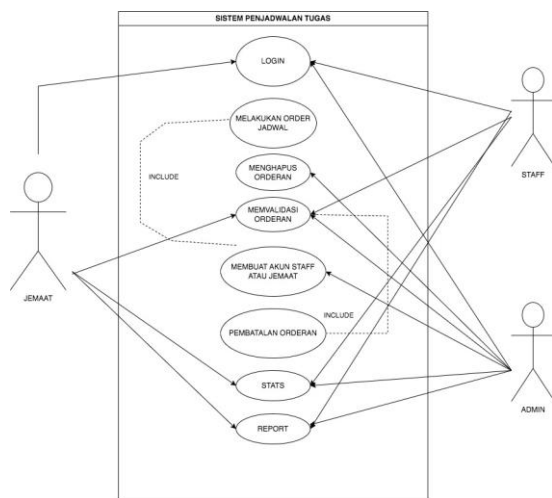 SISTEM PENJADWALAN TUGAS
LOGIN
MELAKUKAN ORDER
JADWAL
INCLUDE
MENGHAPUS
ORDERAN
STAFF
MEMVALIDASI
ORDERAN
MEMBUAT AKUN STAFF
ATAU JEMAAT
JEMAAT
INCLUDE
PEMBATALAN ORDERAN
STATS
ADMIN
REPORT